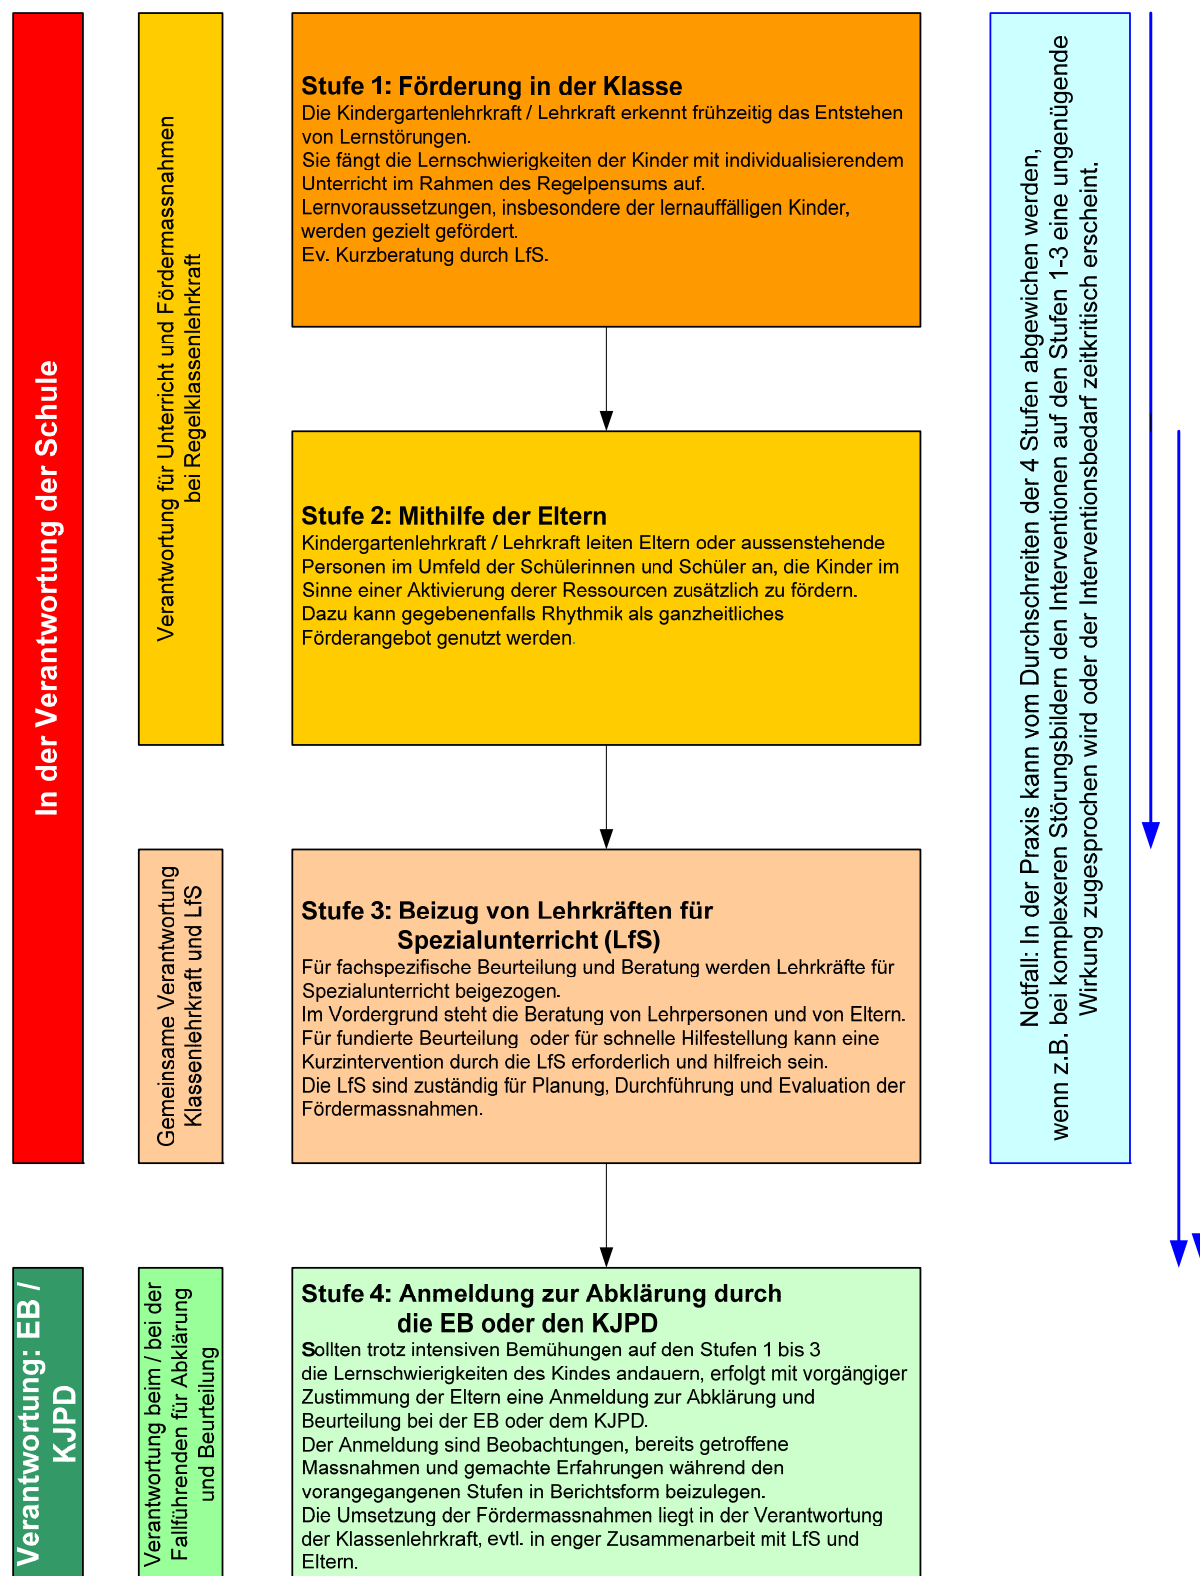 In der Verantwortung der Schule
Verantwortung für Unterricht und Fördermassnahmen
bei Regelklassenlehrkraft
Stufe 1: Förderung in der Klasse
Die Kindergartenlehrkraft / Lehrkraft erkennt frühzeitig das Entstehen
von Lernstörungen.
Sie fängt die Lernschwierigkeiten der Kinder mit individualisierendem
Unterricht im Rahmen des Regelpensums auf.
Lernvoraussetzungen, insbesondere der lernauffälligen Kinder,
werden gezielt gefördert.
Ev. Kurzberatung durch LfS.
Stufe 2: Mithilfe der Eltern
Kindergartenlehrkraft / Lehrkraft leiten Eltern oder aussenstehende
Personen im Umfeld der Schülerinnen und Schüler an, die Kinder im
Sinne einer Aktivierung derer Ressourcen zusätzlich zu fördern.
Dazu kann gegebenenfalls Rhythmik als ganzheitliches
Förderangebot genutzt werden.
Gemeinsame Verantwortung
Klassenlehrkraft und LfS
Stufe 3: Beizug von Lehrkräften für
Spezialunterricht (LfS)
Für fachspezifische Beurteilung und Beratung werden Lehrkräfte für
Spezialunterricht beigezogen.
Im Vordergrund steht die Beratung von Lehrpersonen und von Eltern.
Für fundierte Beurteilung oder für schnelle Hilfestellung kann eine
Kurzintervention durch die LfS erforderlich und hilfreich sein.
Die LfS sind zuständig für Planung, Durchführung und Evaluation der
Fördermassnahmen.
Notfall: In der Praxis kann vom Durchschreiten der 4 Stufen abgewichen werden,
wenn z.B. bei komplexeren Störungsbildern den Interventionen auf den Stufen 1-3 eine ungenügende
Wirkung zugesprochen wird oder der Interventionsbedarf zeitkritisch erscheint.
Verantwortung: EB /
KJPD
Verantwortung beim / bei der
Fallführenden für Abklärung
und Beurteilung
Stufe 4: Anmeldung zur Abklärung durch
die EB oder den KJPD
Sollten trotz intensiven Bemühungen auf den Stufen 1 bis 3
die Lernschwierigkeiten des Kindes andauern, erfolgt mit vorgängiger
Zustimmung der Eltern eine Anmeldung zur Abklärung und
Beurteilung bei der EB oder dem KJPD.
Der Anmeldung sind Beobachtungen, bereits getroffene
Massnahmen und gemachte Erfahrungen während den
vorangegangenen Stufen in Berichtsform beizulegen.
Die Umsetzung der Fördermassnahmen liegt in der Verantwortung
der Klassenlehrkraft, evtl. in enger Zusammenarbeit mit LfS und
Eltern.